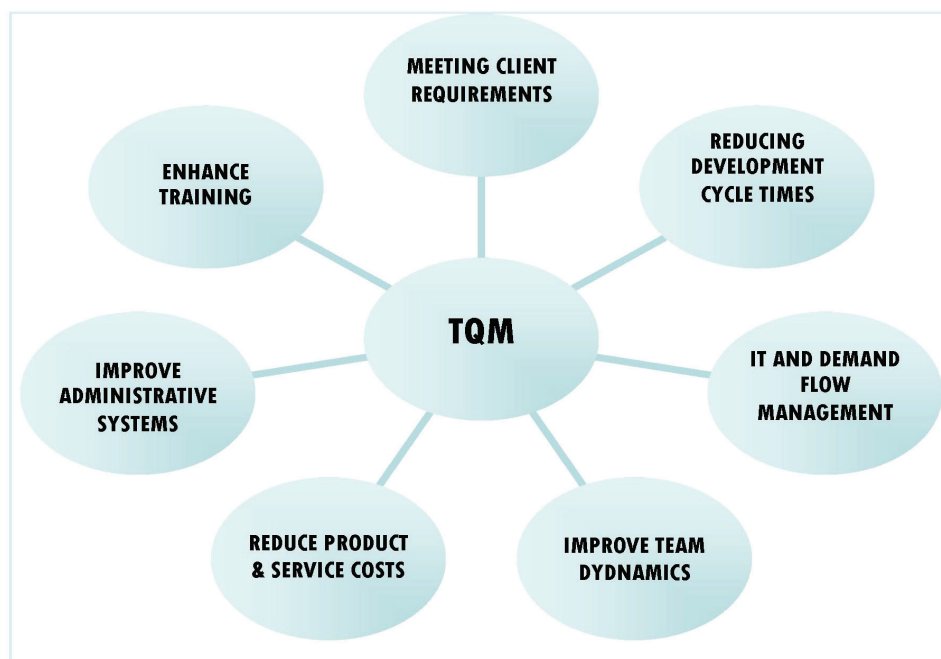 MEETING CLIENT
REQUIREMENTS
REDUCING
DEVELOPMENT
CYCLE TIMES
ENHANCE
TRAINING
TQM
IT AND DEMAND
FLOW
MANAGEMENT
IMPROVE
ADMINISTRATIVE
SYSTEMS
IMPROVE TEAM
DYDNAMICS
REDUCE PRODUCT
& SERVICE COSTS